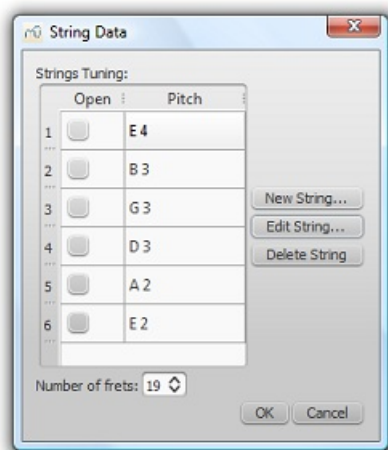 String Data
Strings Tuning:
Open Pitch
1 E 4
2 B 3
3 G 3
4 D 3
5 A 2
6 E 2
New String...
Edit String...
Delete String
Number of frets: 19
OK Cancel